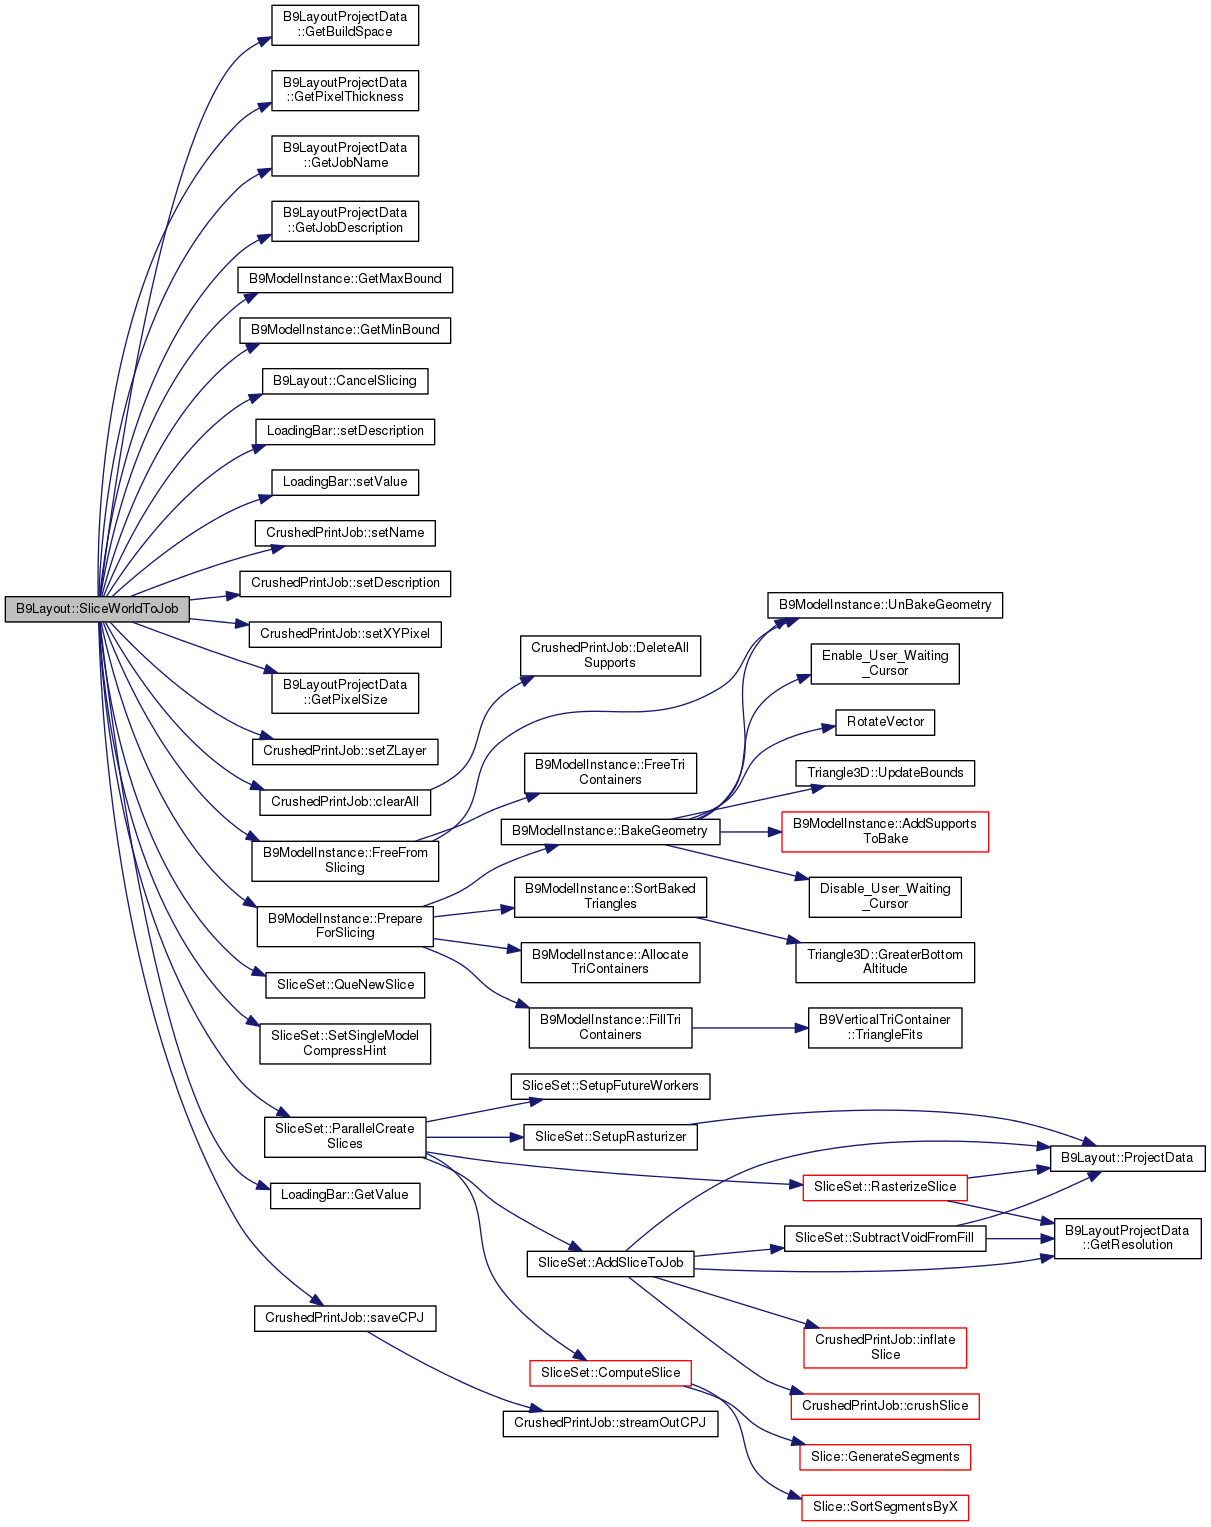 B9LayoutProjectData
::GetBuildSpace
B9LayoutProjectData
::GetPixelThickness
B9LayoutProjectData
::GetJobName
B9LayoutProjectData
::GetJobDescription
B9ModelInstance::GetMaxBound
B9ModelInstance::GetMinBound
B9Layout::CancelSlicing
LoadingBar::setDescription
LoadingBar::setValue
CrushedPrintJob::setName
CrushedPrintJob::setDescription
B9Layout::SliceWorldToJob
CrushedPrintJob::setXYPixel
B9LayoutProjectData
::GetPixelSize
CrushedPrintJob::setZLayer
CrushedPrintJob::clearAll
B9ModelInstance::FreeFrom
Slicing
B9ModelInstance::Prepare
ForSlicing
SliceSet::QueNewSlice
SliceSet::SetSingleModel
CompressHint
SliceSet::ParallelCreate
Slices
LoadingBar::GetValue
CrushedPrintJob::saveCPJ
CrushedPrintJob::DeleteAll
Supports
B9ModelInstance::FreeTri
Containers
B9ModelInstance::BakeGeometry
B9ModelInstance::SortBaked
Triangles
B9ModelInstance::Allocate
TriContainers
B9ModelInstance::FillTri
Containers
SliceSet::SetupFutureWorkers
SliceSet::SetupRasturizer
SliceSet::AddSliceToJob
SliceSet::ComputeSlice
CrushedPrintJob::streamOutCPJ
B9ModelInstance::UnBakeGeometry
Enable_User_Waiting
_Cursor
RotateVector
Triangle3D::UpdateBounds
B9ModelInstance::AddSupports
ToBake
Disable_User_Waiting
_Cursor
Triangle3D::GreaterBottom
Altitude
B9VerticalTriContainer
::TriangleFits
SliceSet::RasterizeSlice
SliceSet::SubtractVoidFromFill
CrushedPrintJob::inflate
Slice
CrushedPrintJob::crushSlice
Slice::GenerateSegments
Slice::SortSegmentsByX
B9Layout::ProjectData
B9LayoutProjectData
::GetResolution